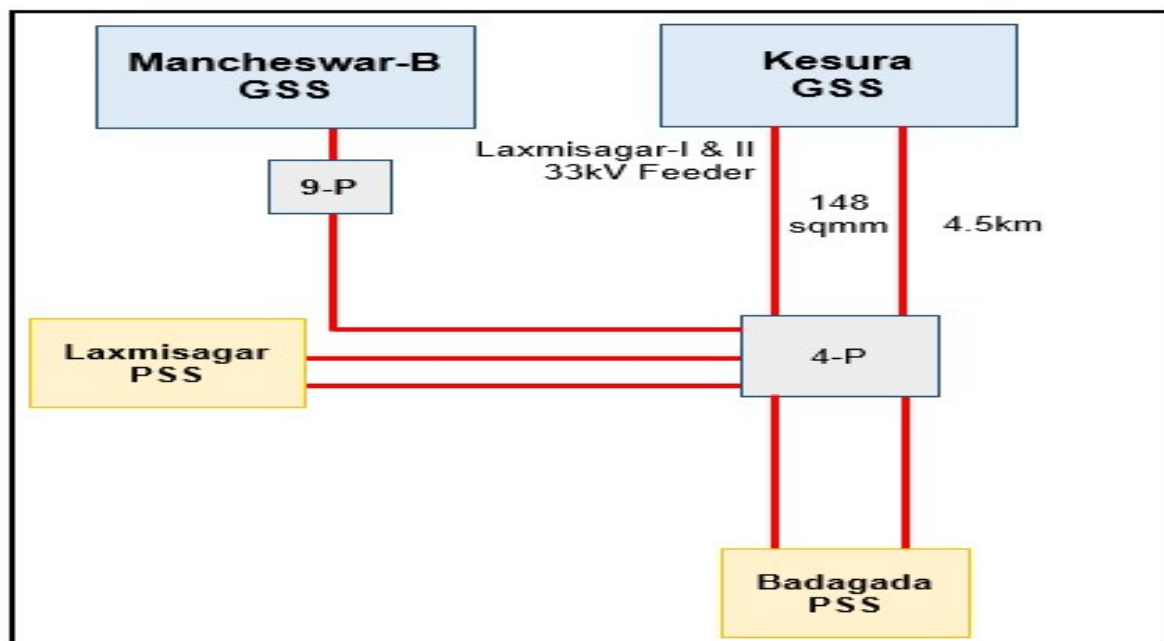 Mancheswar-B
GSS
Kesura
GSS
9-P
Laxmisagar-I & II
33kV Feeder
148
sqmm
4.5km
Laxmisagar
PSS
4-P
Badagada
PSS